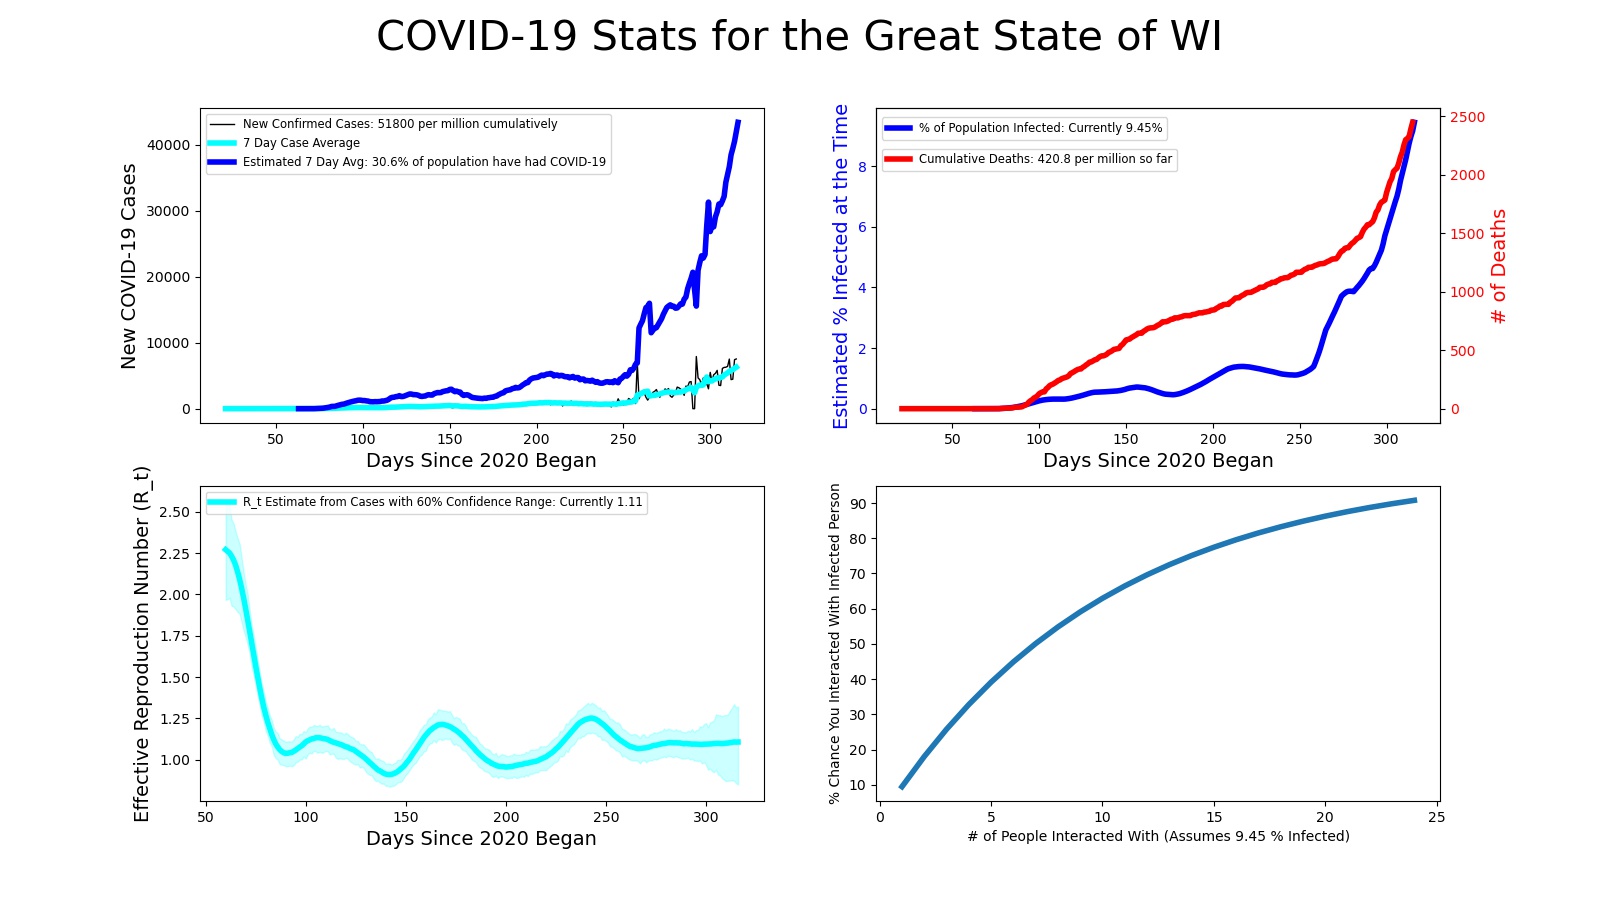 COVID-19 Stats for the Great State of WI
New COVID-19 Cases
40000
30000
20000
10000
0
New Confirmed Cases: 51800 per million cumulatively
7 Day Case Average
Estimated 7 Day Avg: 30.6% of population have had COVID-19
50 100 150 200 250 300
Days Since 2020 Began
Estimated % Infected at the Time
8
6
4
2
0
% of Population Infected: Currently 9.45%
Cumulative Deaths: 420.8 per million so far
2500
2000
1500
1000
500
0
# of Deaths
50 100 150 200 250 300
Days Since 2020 Began
Effective Reproduction Number (R_t)
2.50
2.25
2.00
1.75
1.50
1.25
1.00
R_t Estimate from Cases with 60% Confidence Range: Currently 1.11
50 100 150 200 250 300
Days Since 2020 Began
% Chance You Interacted With Infected Person
90
80
70
60
50
40
30
20
10
0 5 10 15 20 25
# of People Interacted With (Assumes 9.45 % Infected)